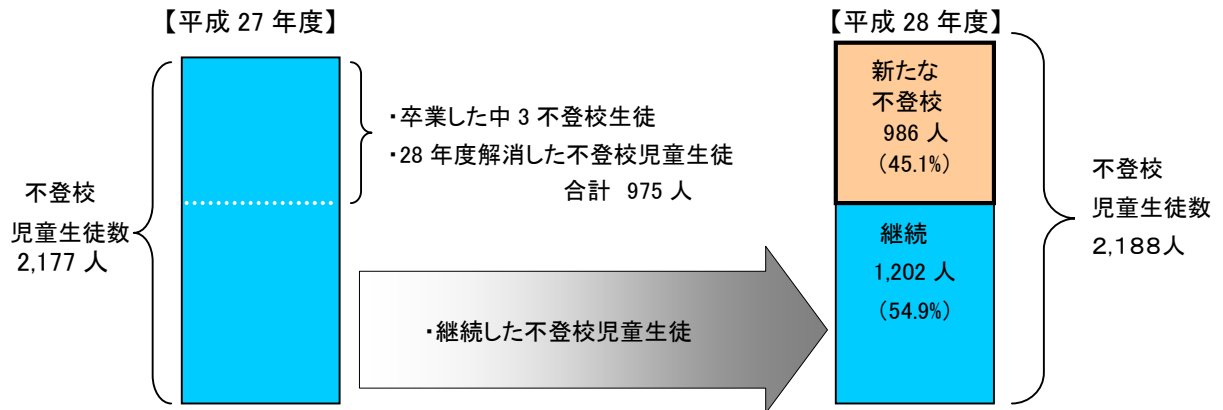 【平成 27 年度】
不登校
児童生徒数
2,177 人
・卒業した中 3 不登校生徒
・28 年度解消した不登校児童生徒
合計 975 人
・継続した不登校児童生徒
【平成 28 年度】
新たな
不登校
986 人
(45.1%)
継続
1,202 人
(54.9%)
不登校
児童生徒数
２,１８８人